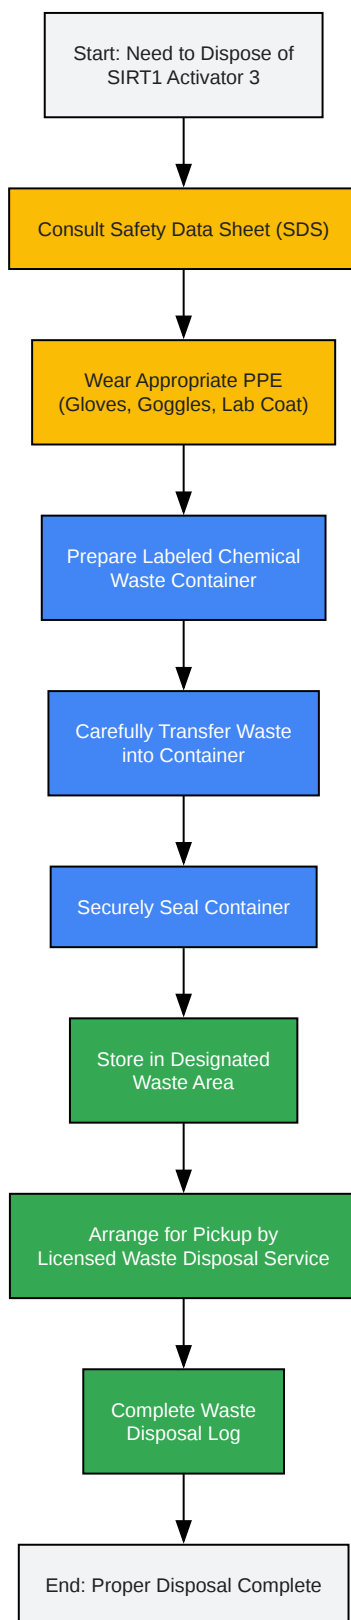 Start: Need to Dispose of
SIRT1 Activator 3
Consult Safety Data Sheet (SDS)
Wear Appropriate PPE
(Gloves, Goggles, Lab Coat)
Prepare Labeled Chemical
Waste Container
Carefully Transfer Waste
into Container
Securely Seal Container
Store in Designated
Waste Area
Arrange for Pickup by
Licensed Waste Disposal Service
Complete Waste
Disposal Log
End: Proper Disposal Complete